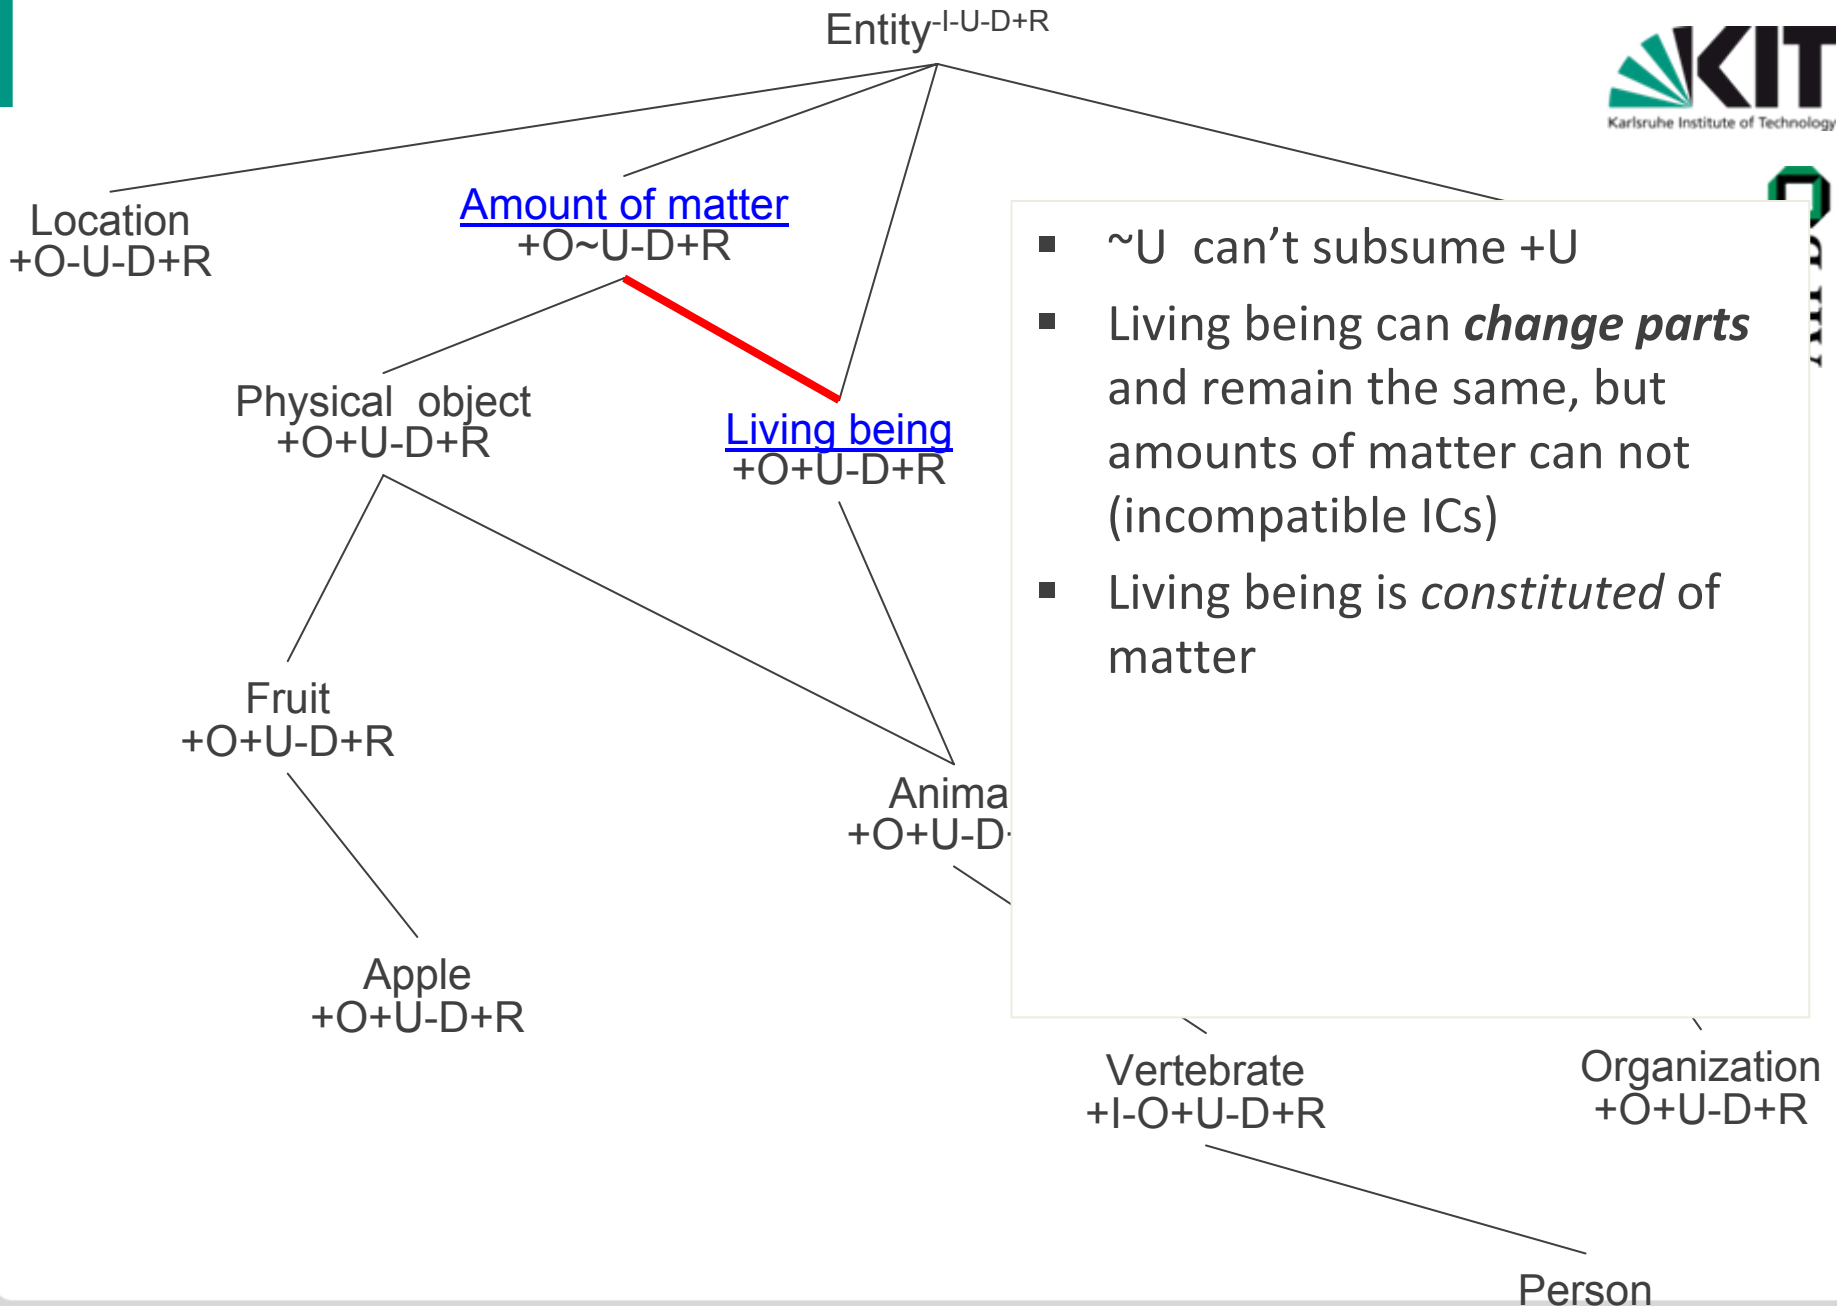 Entity-I-U-D+R
KIT
Karlsruhe Institute of Technology
Location
+O-U-D+R
Amount of matter
+O~U-D+R
~U can't subsume +U
Living being can change parts
and remain the same, but
amounts of matter can not
(incompatible ICs)
Living being is constituted of
matter
Physical object
+O+U-D+R
Living being
+O+U-D+R
Fruit
+O+U-D+R
Anima
+O+U-D
Apple
+O+U-D+R
Vertebrate
+I-O+U-D+R
Organization
+O+U-D+R
Person